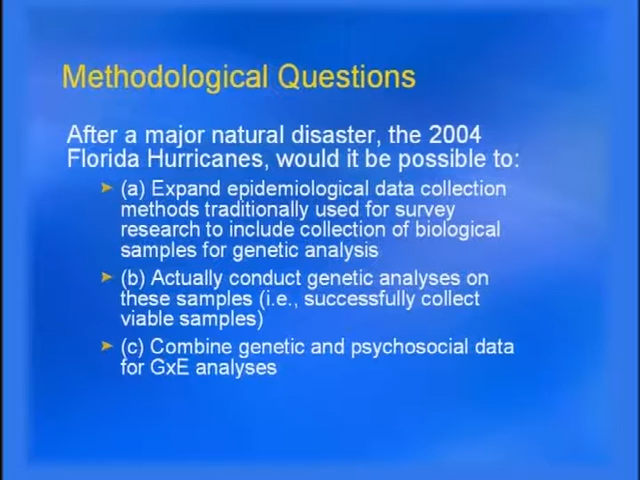 Methodological Questions
After a major natural disaster, the 2004
Florida Hurricanes, would it be possible to:
(a) Expand epidemiological data collection
methods traditionally used for survey
research to include collection of biological
samples for genetic analysis
(b) Actually conduct genetic analyses on
these samples (i.e., successfully collect
viable samples)
(c) Combine genetic and psychosocial data
for GxE analyses